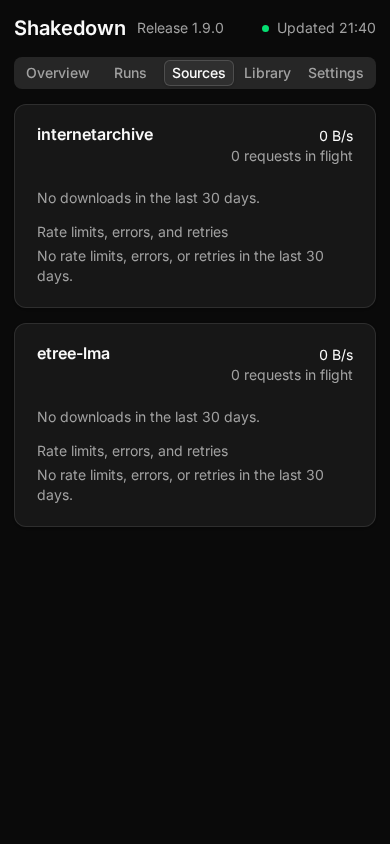 Shakedown Release 1.9.0 Updated 21:40
Overview Runs Sources Library Settings
internetarchive 0 B/s
0 requests in flight
No downloads in the last 30 days.
Rate limits, errors, and retries
No rate limits, errors, or retries in the last 30
days.
etree-lma 0 B/s
0 requests in flight
No downloads in the last 30 days.
Rate limits, errors, and retries
No rate limits, errors, or retries in the last 30
days.